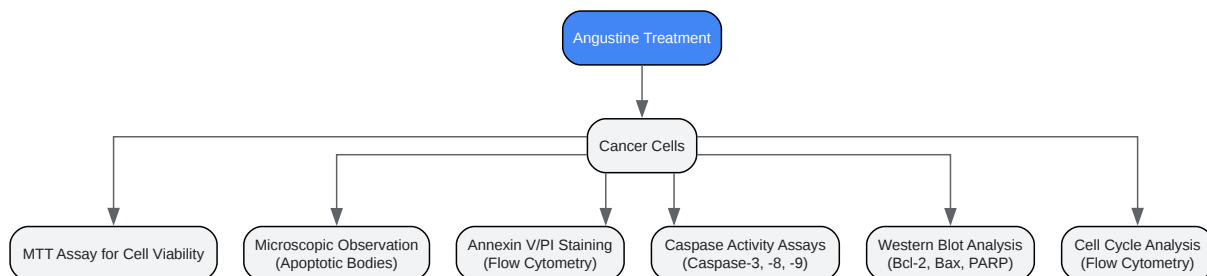 Angustine Treatment
Cancer Cells
MTT Assay for Cell Viability
Microscopic Observation
(Apoptotic Bodies)
Annexin V/PI Staining
(Flow Cytometry)
Caspase Activity Assays
(Caspase-3, -8, -9)
Western Blot Analysis
(Bcl-2, Bax, PARP)
Cell Cycle Analysis
(Flow Cytometry)